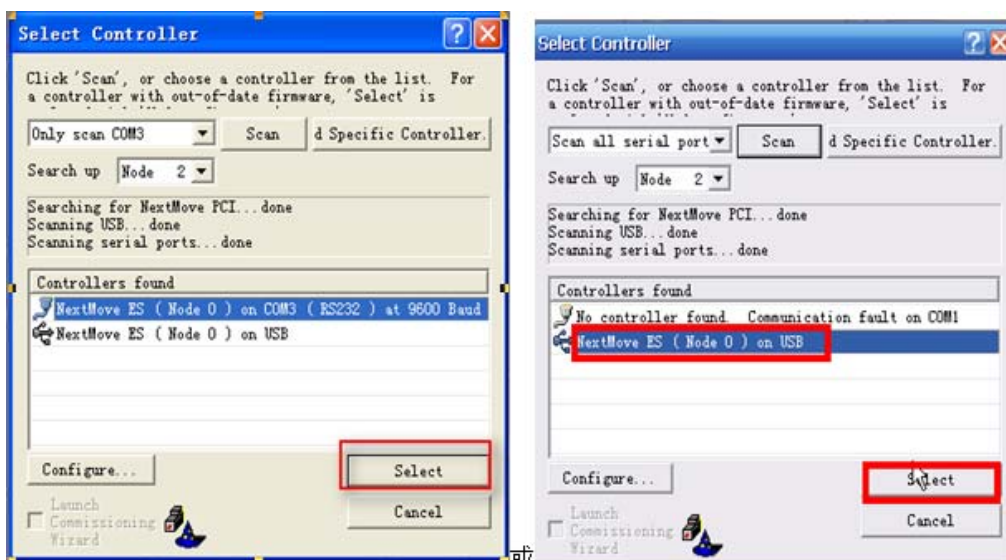 Select Controller
Click 'Scan', or choose a controller from the list. For
a controller with out-of-date firmware, 'Select' is
Only scan COM3
Scan
d Specific Controller.
Search up Node 2
Searching for NextMove PCI...done
Scanning USB...done
Scanning serial ports...done
Controllers found
NextMove ES ( Node 0 ) on COM3 ( RS232 ) at 9600 Baud
NextMove ES ( Node 0 ) on USB
Configure...
Select
Launch
Commissioning
Wizard
Cancel
或
Select Controller
Click 'Scan', or choose a controller from the list. For
a controller with out-of-date firmware, 'Select' is
Scan all serial port
Scan
d Specific Controller.
Search up Node 2
Searching for NextMove PCI...done
Scanning USB...done
Scanning serial ports...done
Controllers found
No controller found Communication fault on COM1
NextMove ES ( Node 0 ) on USB
Configure...
Select
Launch
Commissioning
Wizard
Cancel